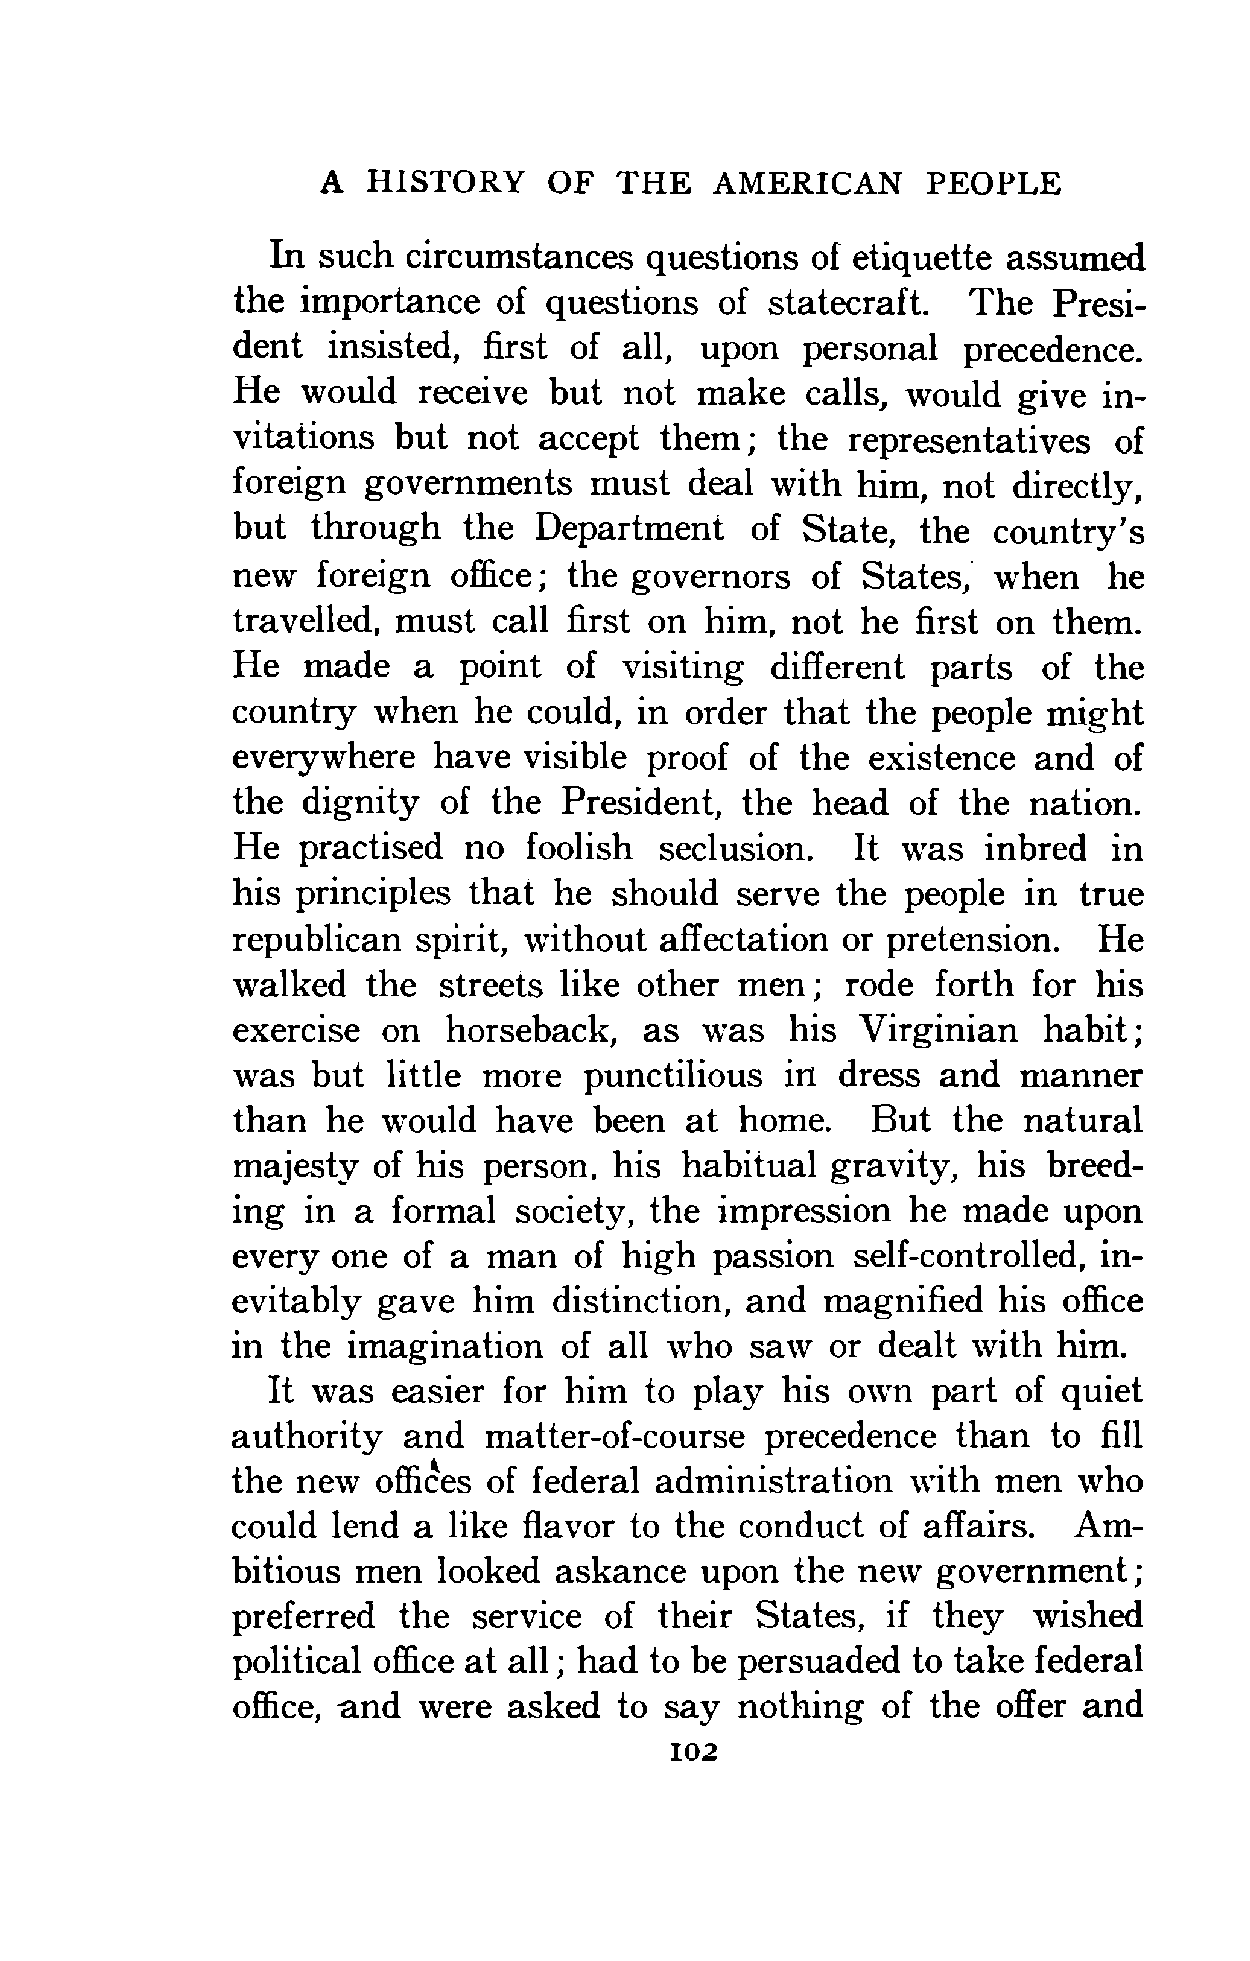 A HISTORY OF THE AMERICAN PEOPLE
In such circumstances questions of etiquette assumed
the importance of questions of statecraft. The Presi-
dent insisted, first of all, upon personal precedence.
He would receive but not make calls, would give in-
vitations but not accept them; the representatives of
foreign governments must deal with him, not directly,
but through the Department of State, the country's
new foreign office; the governors of States, when he
travelled, must call first on him, not he first on them.
He made a point of visiting different parts of the
country when he could, in order that the people might
everywhere have visible proof of the existence and of
the dignity of the President, the head of the nation.
He practised no foolish seclusion. It was inbred in
his principles that he should serve the people in true
republican spirit, without affectation or pretension. He
walked the streets like other men; rode forth for his
exercise on horseback, as was his Virginian habit;
was but little more punctilious in dress and manner
than he would have been at home. But the natural
majesty of his person, his habitual gravity, his breed-
ing in a formal society, the impression he made upon
every one of a man of high passion self-controlled, in-
evitably gave him distinction, and magnified his office
in the imagination of all who saw or dealt with him.
It was easier for him to play his own part of quiet
authority and matter-of-course precedence than to fill
the new offices of federal administration with men who
could lend a like flavor to the conduct of affairs. Am-
bitious men looked askance upon the new government;
preferred the service of their States, if they wished
political office at all; had to be persuaded to take federal
office, and were asked to say nothing of the offer and
102